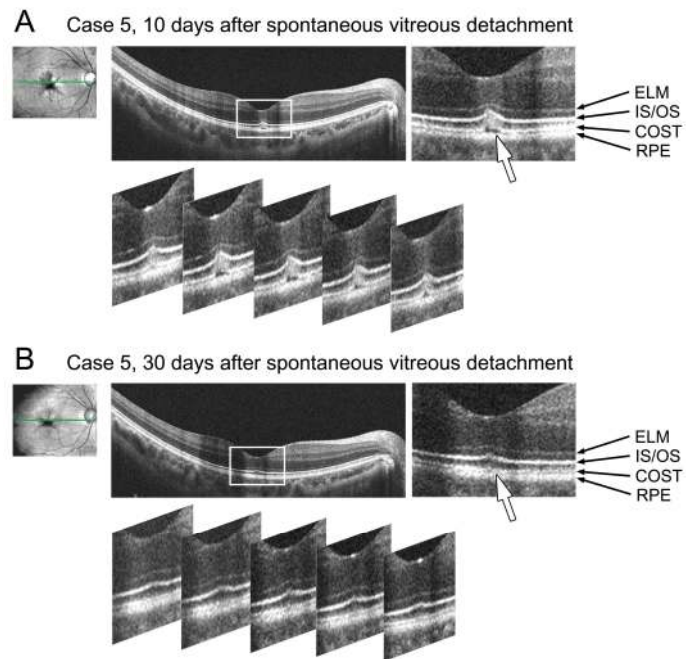 A Case 5, 10 days after spontaneous vitreous detachment
ELM
IS/OS
COST
RPE
B Case 5, 30 days after spontaneous vitreous detachment
ELM
IS/OS
COST
RPE